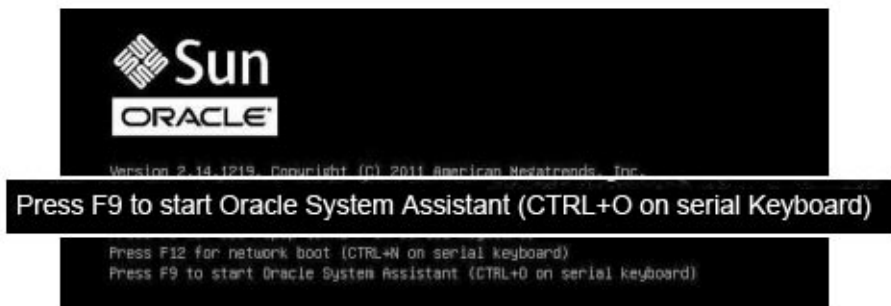 Sun
ORACLE
Version 2.14.1219. Copyright (C) 2011 American Megatrends, Inc.
Press F9 to start Oracle System Assistant (CTRL+O on serial Keyboard)
Press F12 for network boot (CTRL+N on serial keyboard)
Press F9 to start Oracle System Assistant (CTRL+O on serial keyboard)